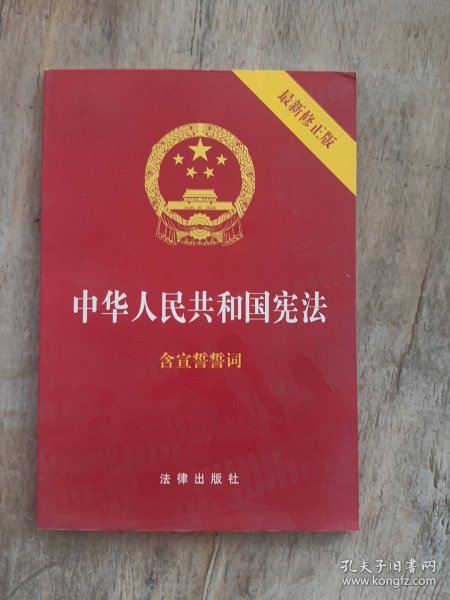 最新修正版
中华人民共和国宪法
含宣誓誓词
法律出版社
孔夫子旧书网
www.kongfz.com